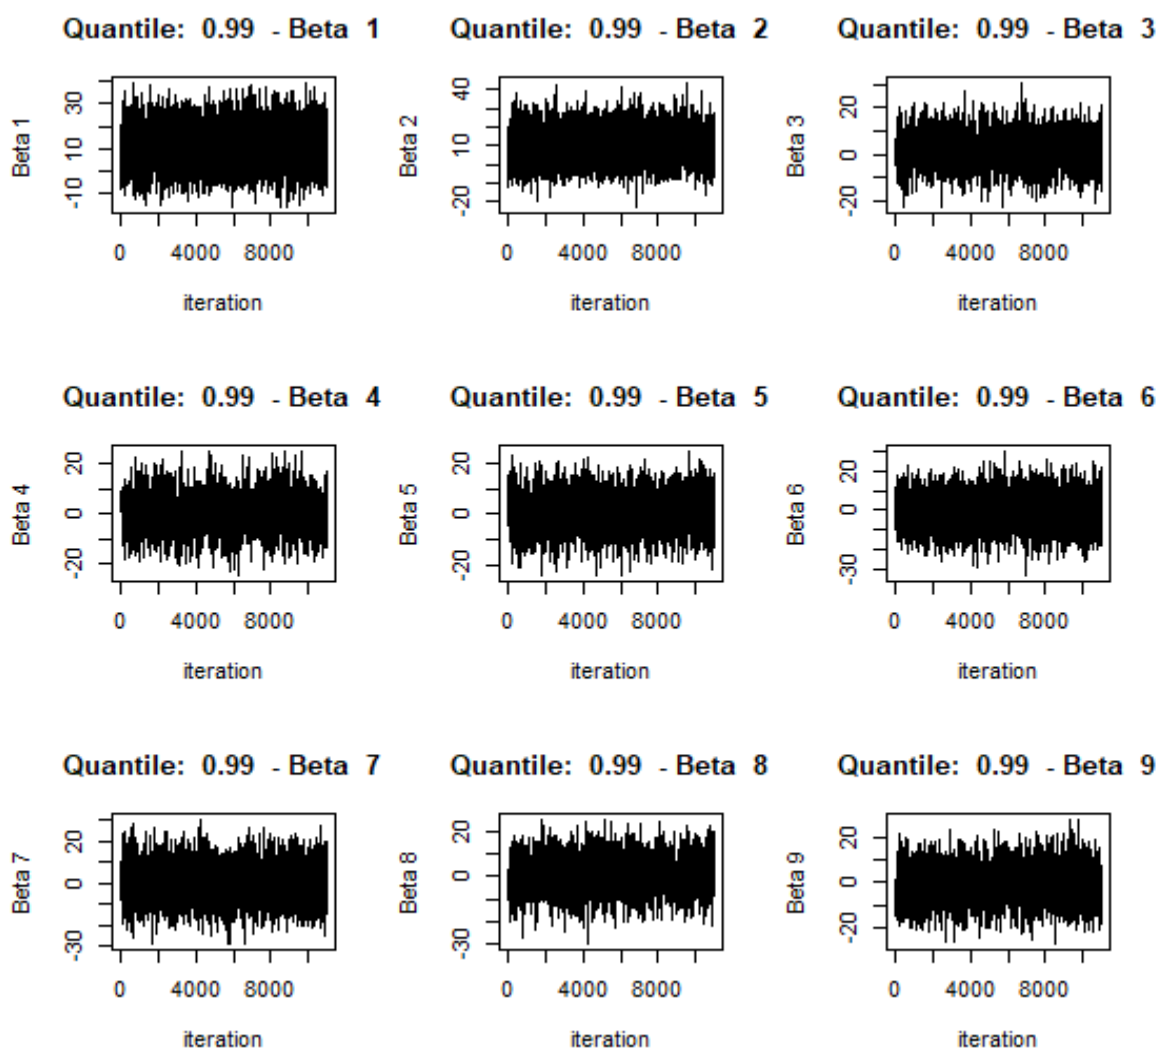 Quantile: 0.99 - Beta 1
Beta 1
30
10
-10
0 4000 8000
iteration
Quantile: 0.99 - Beta 2
Beta 2
40
10
-20
0 4000 8000
iteration
Quantile: 0.99 - Beta 3
Beta 3
20
0
-20
0 4000 8000
iteration
Quantile: 0.99 - Beta 4
Beta 4
20
0
-20
0 4000 8000
iteration
Quantile: 0.99 - Beta 5
Beta 5
20
0
-20
0 4000 8000
iteration
Quantile: 0.99 - Beta 6
Beta 6
20
0
-30
0 4000 8000
iteration
Quantile: 0.99 - Beta 7
Beta 7
20
0
-30
0 4000 8000
iteration
Quantile: 0.99 - Beta 8
Beta 8
20
0
-30
0 4000 8000
iteration
Quantile: 0.99 - Beta 9
Beta 9
20
0
-20
0 4000 8000
iteration